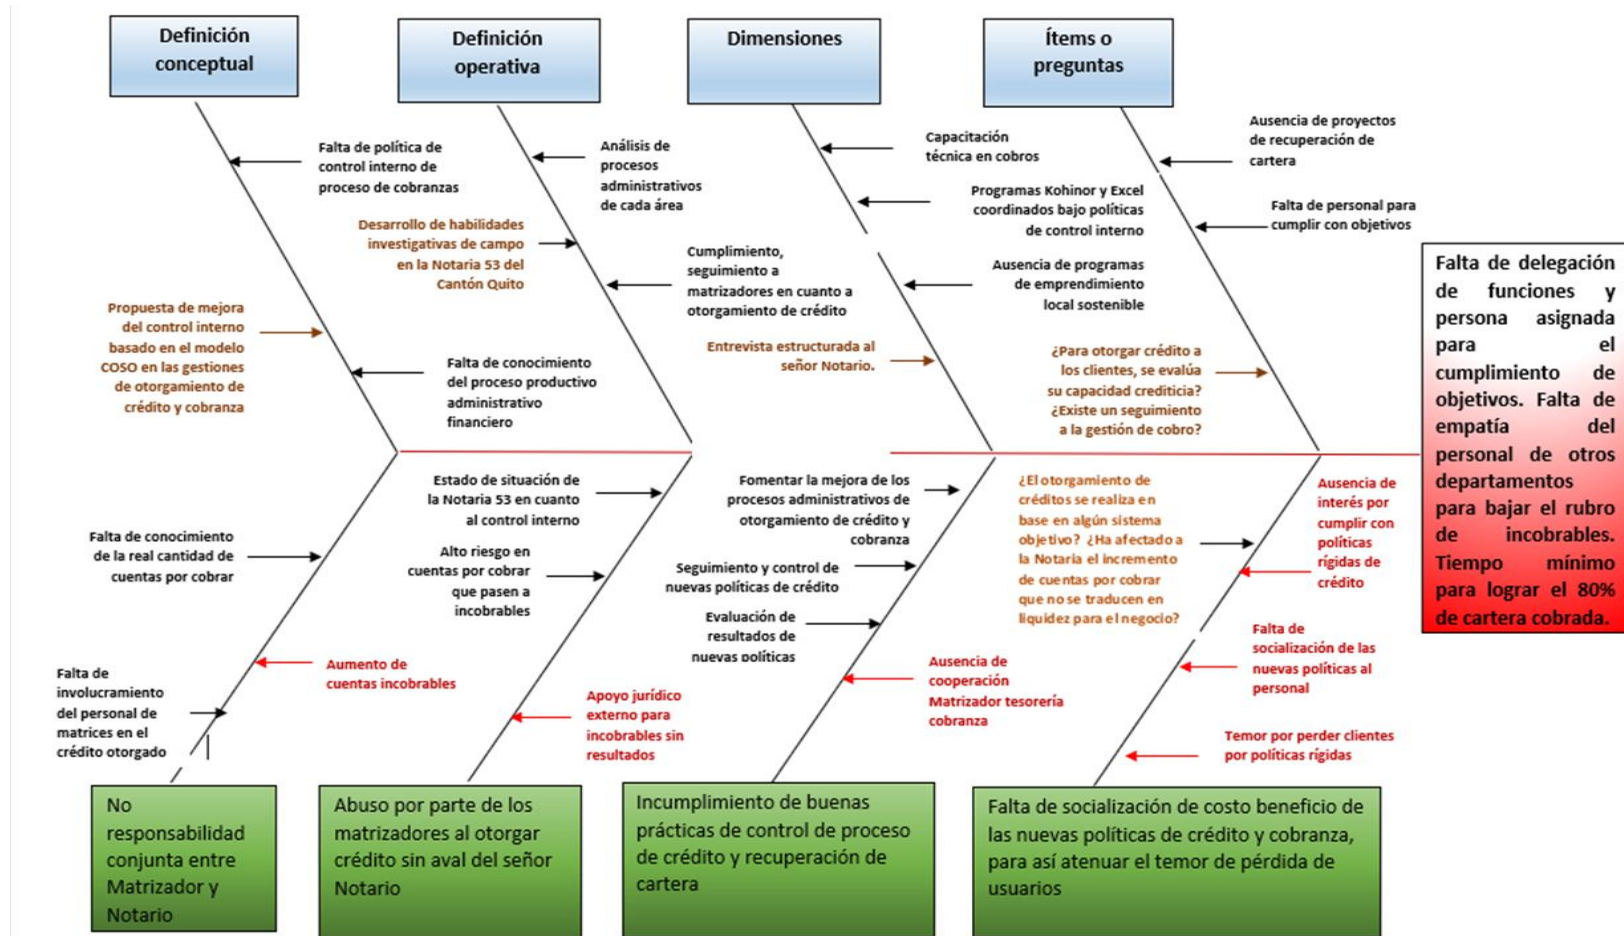 Definición
conceptual
Definición
operativa
Dimensiones
Ítems o
preguntas
Falta de política de
control interno de
proceso de cobranzas
Propuesta de mejora
del control interno
basado en el modelo
COSO en las gestiones
de otorgamiento de
crédito y cobranza
Falta de conocimiento
del proceso productivo
administrativo
financiero
Análisis de
procesos
administrativos
de cada área
Desarrollo de habilidades
investigativas de campo
en la Notaria 53 del
Cantón Quito
Cumplimiento,
seguimiento a
matrizadores en cuanto a
otorgamiento de crédito
Capacitación
técnica en cobros
Programas Kohinor y Excel
coordinados bajo políticas
de control interno
Ausencia de programas
de emprendimiento
local sostenible
Entrevista estructurada al
señor Notario.
Ausencia de proyectos
de recuperación de
cartera
Falta de personal para
cumplir con objetivos
¿Para otorgar crédito a
los clientes, se evalúa
su capacidad crediticia?
¿Existe un seguimiento
a la gestión de cobro?
Falta de delegación
de funciones y
persona asignada
para el
cumplimiento de
objetivos. Falta de
empatía del
personal de otros
departamentos
para bajar el rubro
de incobrables.
Tiempo mínimo
para lograr el 80%
de cartera cobrada.
Falta de conocimiento
de la real cantidad de
cuentas por cobrar
Aumento de
cuentas incobrables
Falta de
involucramiento
del personal de
matrices en el
crédito otorgado
Estado de situación de
la Notaria 53 en cuanto
al control interno
Alto riesgo en
cuentas por cobrar
que pasen a
incobrables
Apoyo jurídico
externo para
incobrables sin
resultados
Fomentar la mejora de los
procesos administrativos de
otorgamiento de crédito y
cobranza
Seguimiento y control de
nuevas políticas de crédito
Evaluación de
resultados de
nuevas políticas
Ausencia de
cooperación
Matrizador tesorería
cobranza
¿El otorgamiento de
créditos se realiza en
base en algún sistema
objetivo? ¿Ha afectado a
la Notaria el incremento
de cuentas por cobrar
que no se traducen en
liquidez para el negocio?
Ausencia de
interés por
cumplir con
políticas
rígidas de
crédito
Falta de
socialización de las
nuevas políticas al
personal
Temor por perder clientes
por políticas rígidas
No
responsabilidad
conjunta entre
Matrizador y
Notario
Abuso por parte de los
matrizadores al otorgar
crédito sin aval del señor
Notario
Incumplimiento de buenas
prácticas de control de proceso
de crédito y recuperación de
cartera
Falta de socialización de costo beneficio de
las nuevas políticas de crédito y cobranza,
para así atenuar el temor de pérdida de
usuarios